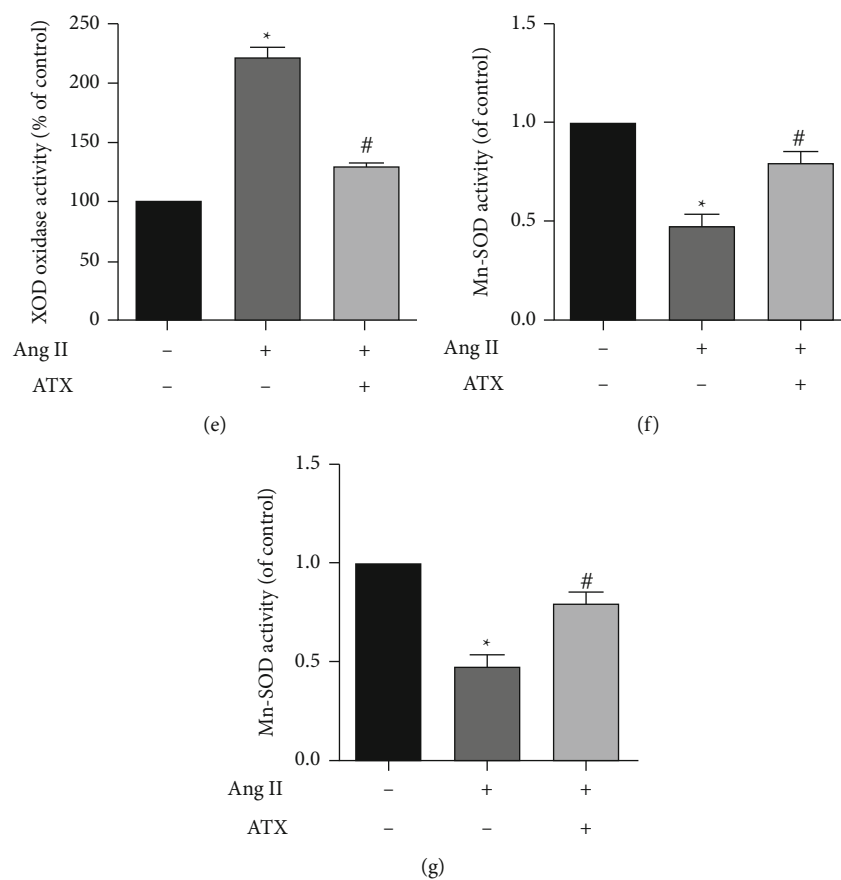 XOD oxidase activity (% of control)
250
200
150
100
50
0
*
#
Ang II – + +
ATX – – +
(e)
Mn-SOD activity (of control)
1.5
1.0
0.5
0.0
*
#
Ang II – + +
ATX – – +
(f)
Mn-SOD activity (of control)
1.5
1.0
0.5
0.0
*
#
Ang II – + +
ATX – – +
(g)